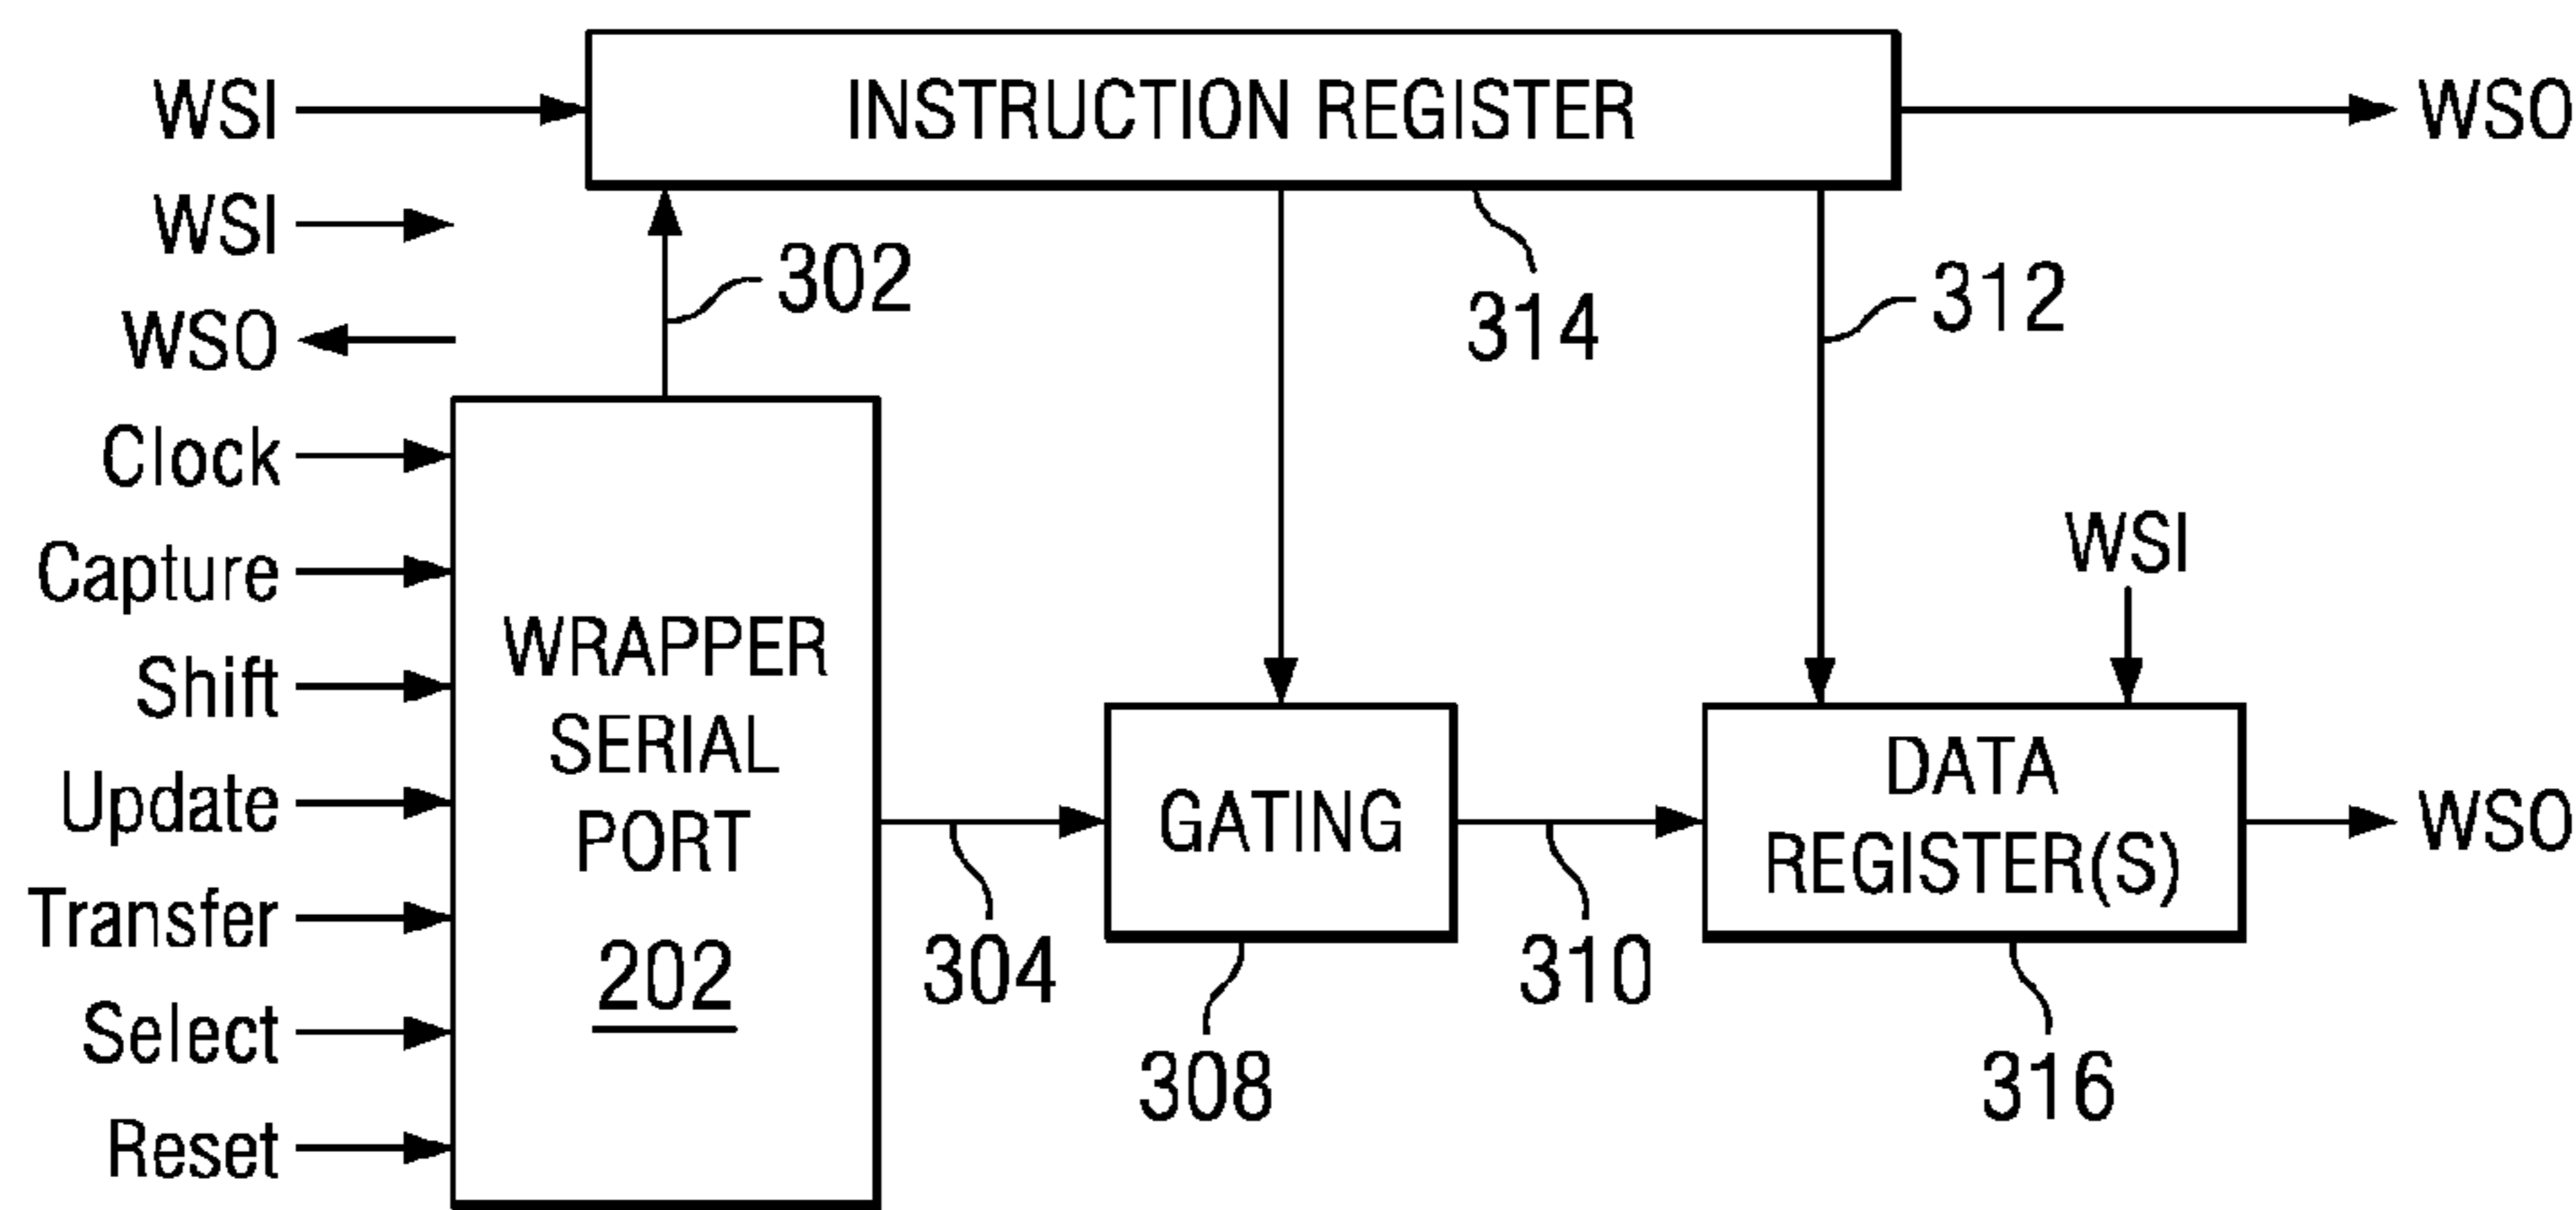 WSI
INSTRUCTION REGISTER
WSO
WSI
302
314
312
WSO
Clock
Capture
Shift
Update
Transfer
Select
Reset
WRAPPER
SERIAL
PORT
202
304
GATING
308
310
WSI
DATA
REGISTER(S)
316
WSO